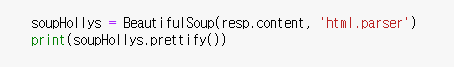 soupHollys = BeautifulSoup(resp.content, 'html.parser')
print(soupHollys.prettify())